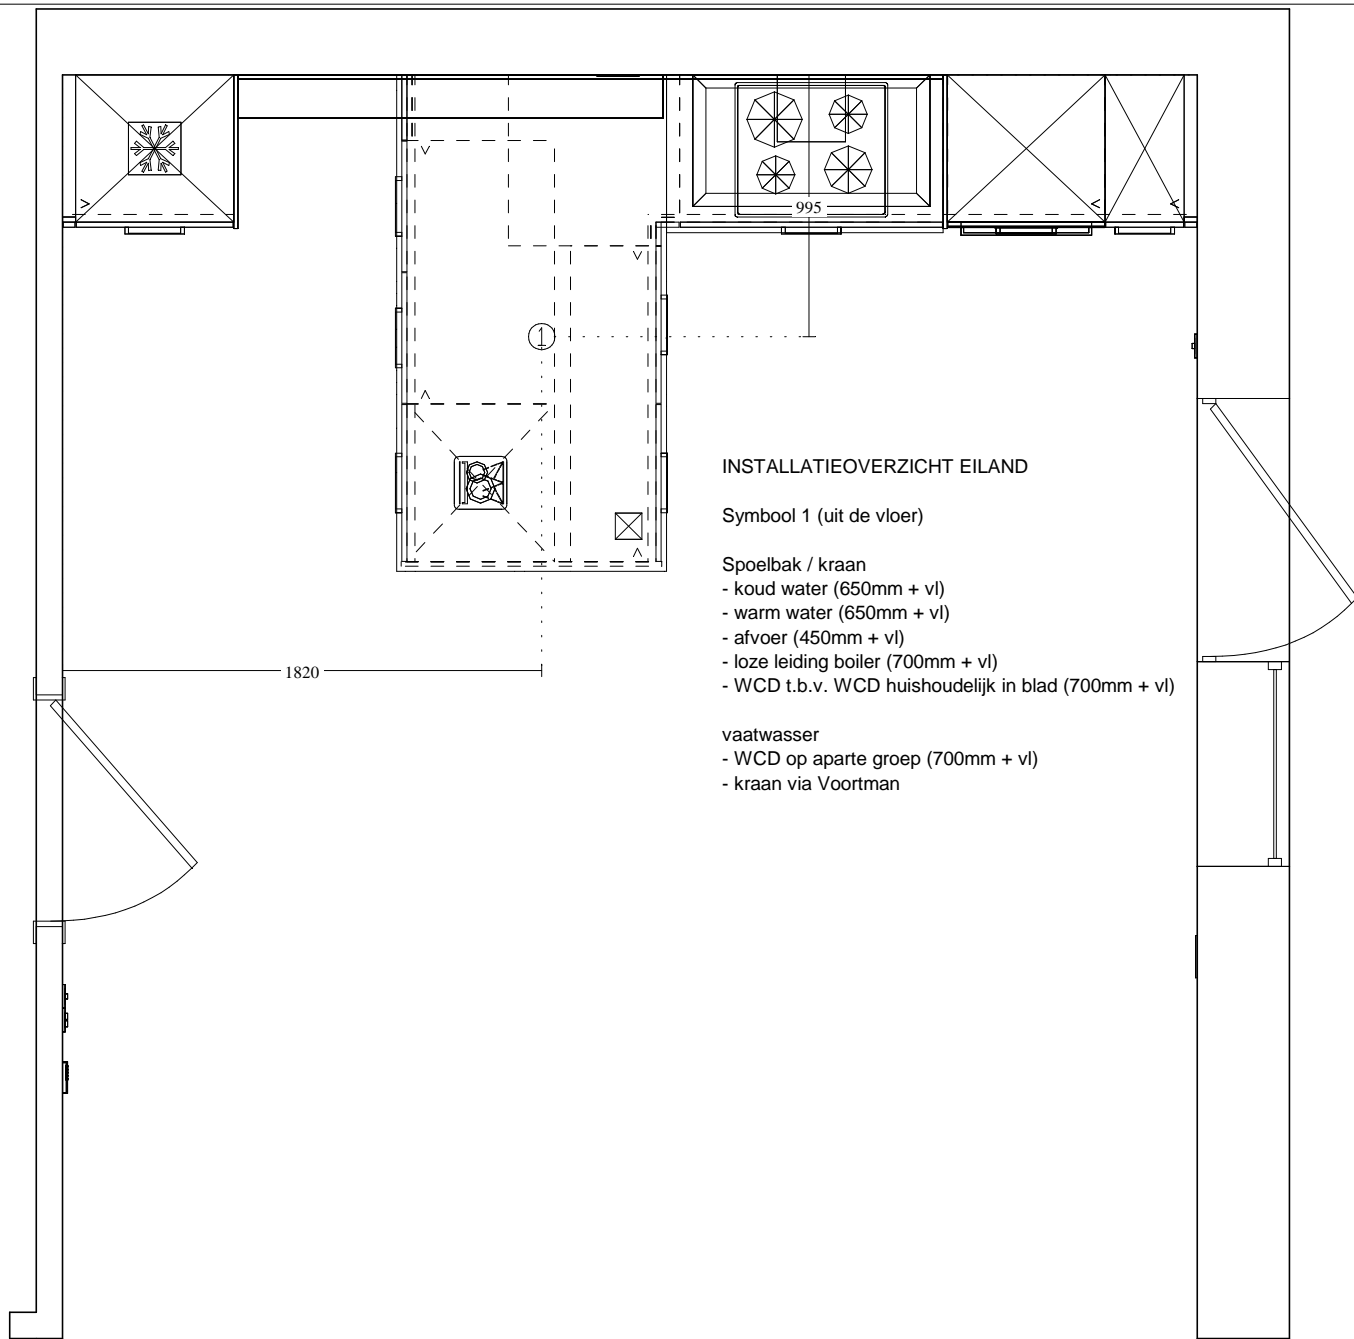 995
1
INSTALLATIEOVERZICHT EILAND
Symbool 1 (uit de vloer)
Spoelbak / kraan
- koud water (650mm + vl)
- warm water (650mm + vl)
- afvoer (450mm + vl)
- loze leiding boiler (700mm + vl)
- WCD t.b.v. WCD huishoudelijk in blad (700mm + vl)
1820
vaatwasser
- WCD op aparte groep (700mm + vl)
- kraan via Voortman